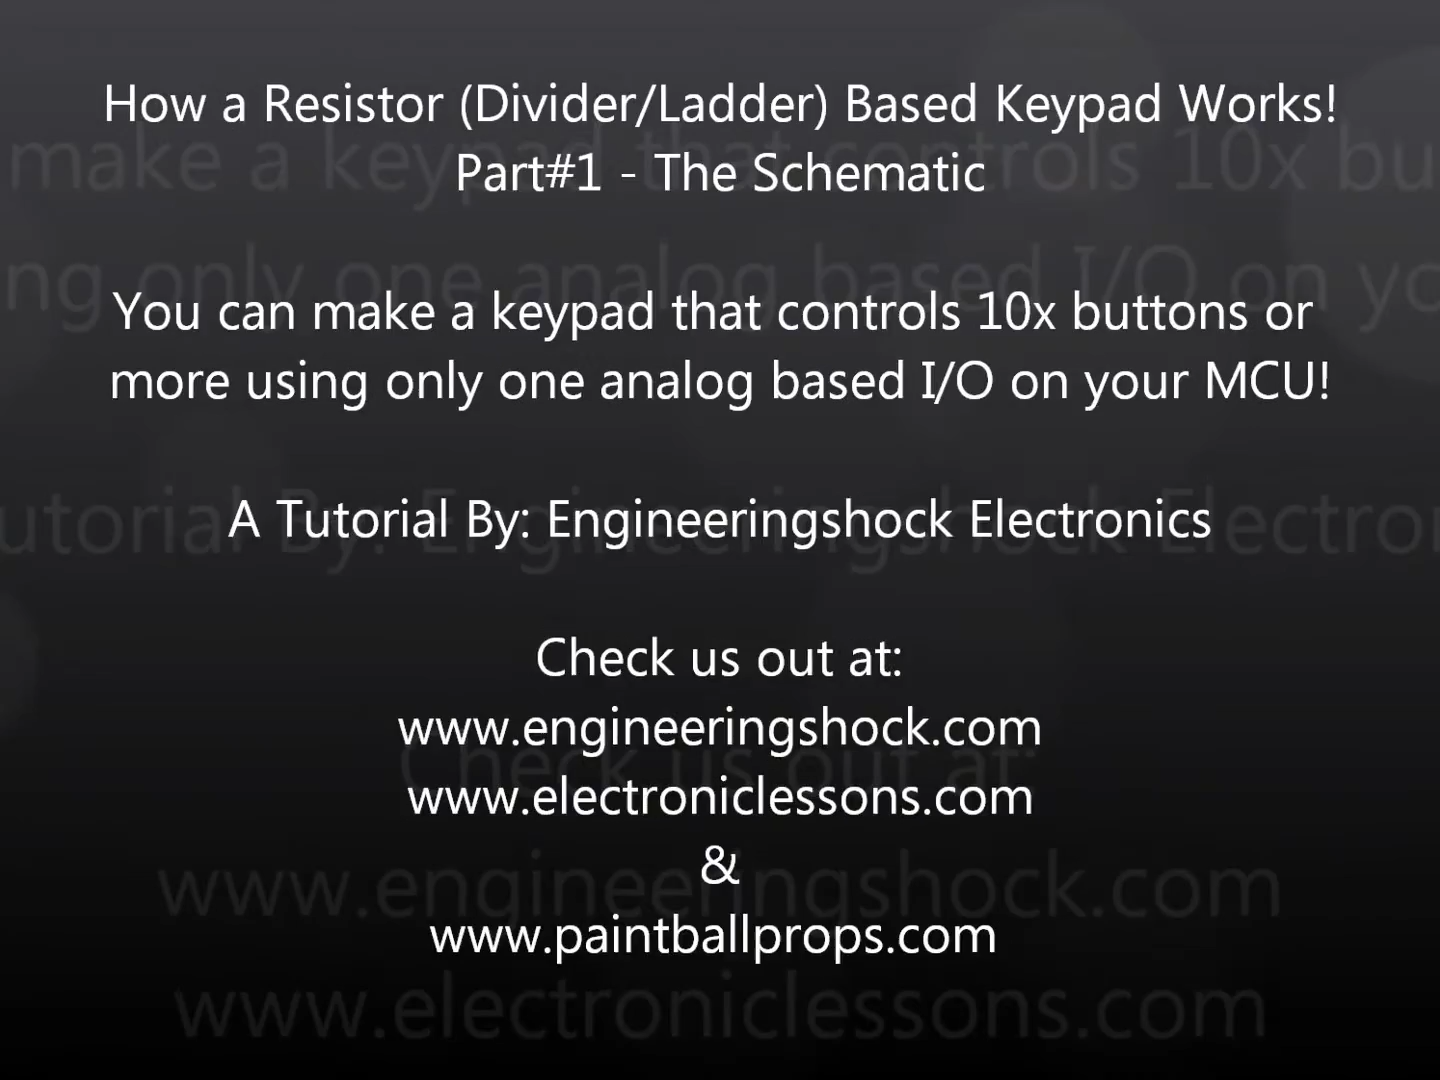 How a Resistor (Divider/Ladder) Based Keypad Works!
Part#1 - The Schematic
You can make a keypad that controls 10x buttons or
more using only one analog based I/O on your MCU!
A Tutorial By: Engineeringshock Electronics
Check us out at:
www.engineeringshock.com
www.electroniclessons.com
&
www.paintballprops.com